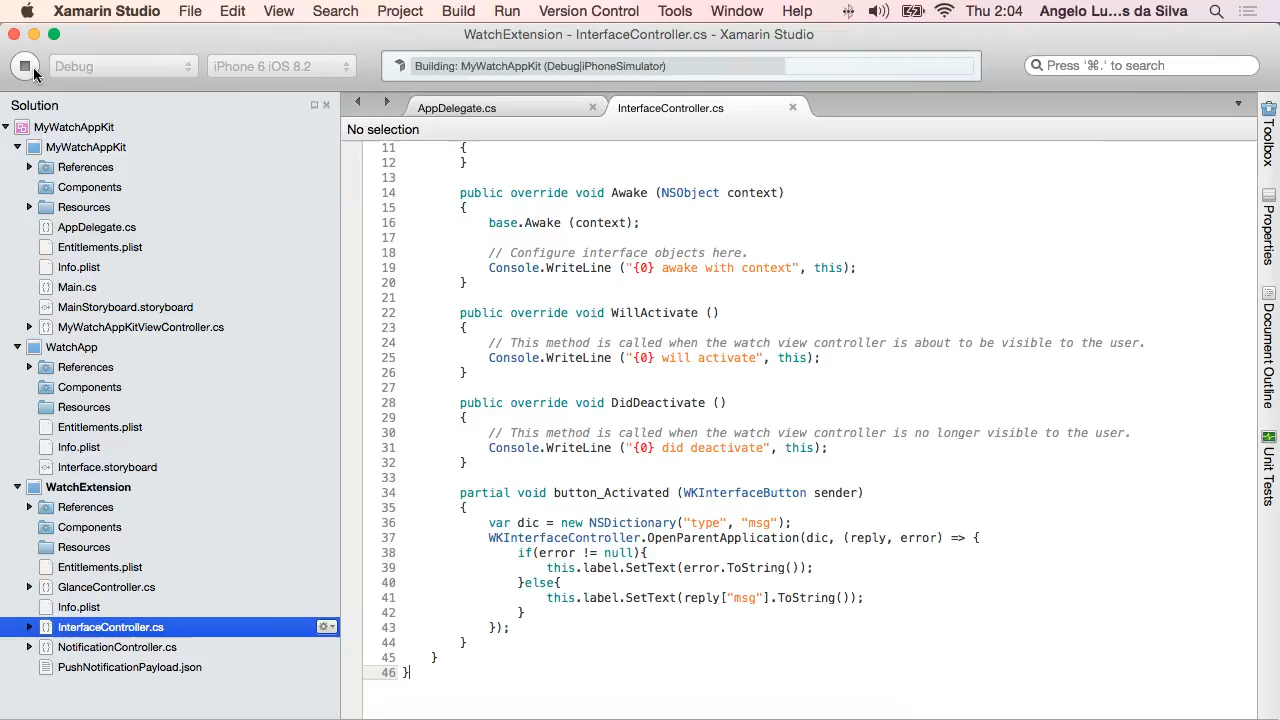 Xamarin Studio File Edit View Search Project Build Run Version Control Tools Window Help Thu 2:04 Angelo Lu...s da Silva
WatchExtension - InterfaceController.cs - Xamarin Studio
Debug iPhone 6 iOS 8.2 Building: MyWatchAppKit (Debug|iPhoneSimulator) Press '⌘.' to search
Solution
MyWatchAppKit
MyWatchAppKit
References
Components
Resources
AppDelegate.cs
Entitlements.plist
Info.plist
Main.cs
MainStoryboard.storyboard
MyWatchAppKitViewController.cs
WatchApp
References
Components
Resources
Entitlements.plist
Info.plist
Interface.storyboard
WatchExtension
References
Components
Resources
Entitlements.plist
GlanceController.cs
Info.plist
InterfaceController.cs
NotificationController.cs
PushNotificationPayload.json
AppDelegate.cs InterfaceController.cs
No selection
11 {
12 }
13
14 public override void Awake (NSObject context)
15 {
16 base.Awake (context);
17
18 // Configure interface objects here.
19 Console.WriteLine ("{0} awake with context", this);
20 }
21
22 public override void WillActivate ()
23 {
24 // This method is called when the watch view controller is about to be visible to the user.
25 Console.WriteLine ("{0} will activate", this);
26 }
27
28 public override void DidDeactivate ()
29 {
30 // This method is called when the watch view controller is no longer visible to the user.
31 Console.WriteLine ("{0} did deactivate", this);
32 }
33
34 partial void button_Activated (WKInterfaceButton sender)
35 {
36 var dic = new NSDictionary("type", "msg");
37 WKInterfaceController.OpenParentApplication(dic, (reply, error) => {
38 if(error != null){
39 this.label.SetText(error.ToString());
40 }else{
41 this.label.SetText(reply["msg"].ToString());
42 }
43 });
44 }
45 }
46 }
Toolbox
Properties
Document Outline
Unit Tests